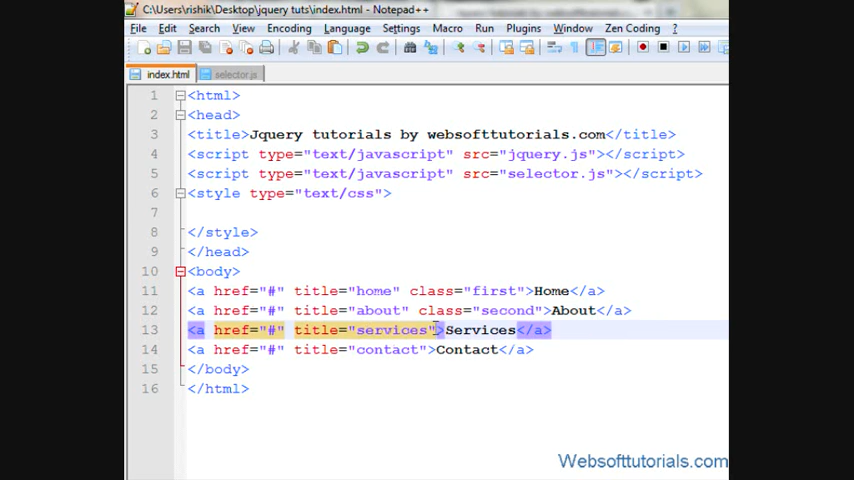 C:\Users\rishik\Desktop\jquery tuts\index.html - Notepad++
File Edit Search View Encoding Language Settings Macro Run Plugins Window Zen Coding ?
index.html selector.js
1 <html>
2 <head>
3 <title>Jquery tutorials by websofttutorials.com</title>
4 <script type="text/javascript" src="jquery.js"></script>
5 <script type="text/javascript" src="selector.js"></script>
6 <style type="text/css">
7
8 </style>
9 </head>
10 <body>
11 <a href="#" title="home" class="first">Home</a>
12 <a href="#" title="about" class="second">About</a>
13 <a href="#" title="services">Services</a>
14 <a href="#" title="contact">Contact</a>
15 </body>
16 </html>
Websofttutorials.com